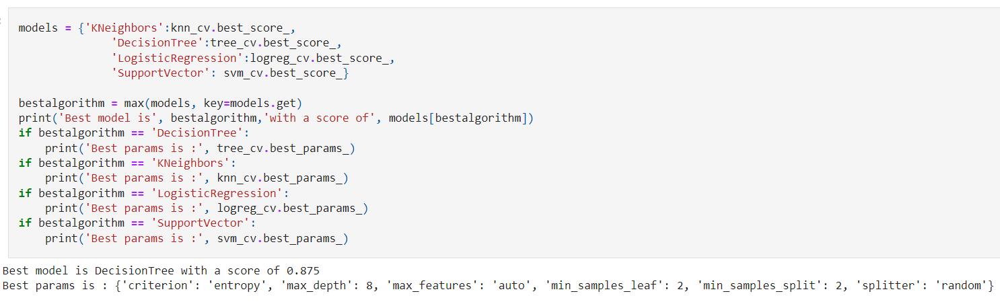 models = {'KNeighbors':knn_cv.best_score_,
              'DecisionTree':tree_cv.best_score_,
              'LogisticRegression':logreg_cv.best_score_,
              'SupportVector': svm_cv.best_score_}

bestalgorithm = max(models, key=models.get)
print('Best model is', bestalgorithm,'with a score of', models[bestalgorithm])
if bestalgorithm == 'DecisionTree':
    print('Best params is :', tree_cv.best_params_)
if bestalgorithm == 'KNeighbors':
    print('Best params is :', knn_cv.best_params_)
if bestalgorithm == 'LogisticRegression':
    print('Best params is :', logreg_cv.best_params_)
if bestalgorithm == 'SupportVector':
    print('Best params is :', svm_cv.best_params_)
Best model is DecisionTree with a score of 0.875
Best params is : {'criterion': 'entropy', 'max_depth': 8, 'max_features': 'auto', 'min_samples_leaf': 2, 'min_samples_split': 2, 'splitter': 'random'}